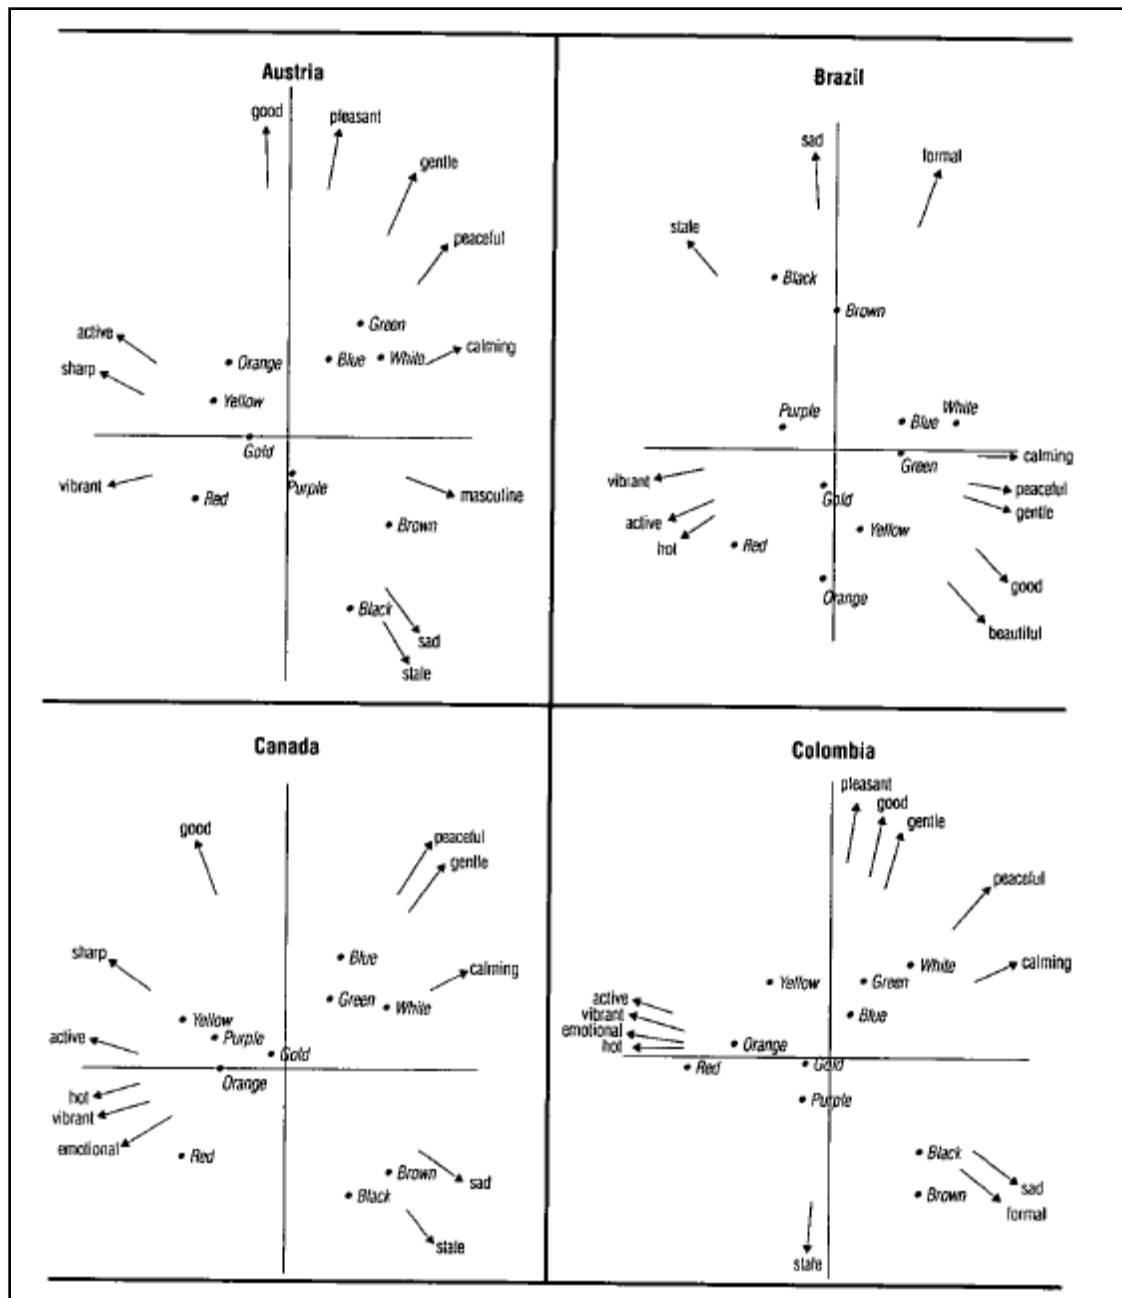 Austria
good
pleasant
gentle
peaceful
active
sharp
Green
Orange
Blue
White
calming
Yellow
Gold
vibrant
Red
Purple
masculine
Brown
Black
sad
stale
Brazil
sad
formal
stale
Black
Brown
Purple
Blue
White
Green
calming
vibrant
Gold
peaceful
gentle
active
hot
Red
Yellow
good
Orange
beautiful
Canada
good
peaceful
gentle
sharp
Blue
calming
Green
White
Yellow
active
Purple
Gold
Orange
hot
vibrant
emotional
Red
Brown
sad
Black
stale
Colombia
pleasant
good
gentle
peaceful
White
calming
Yellow
Green
active
vibrant
Blue
emotional
hot
Orange
Red
Gold
Purple
Black
sad
Brown
formal
stale